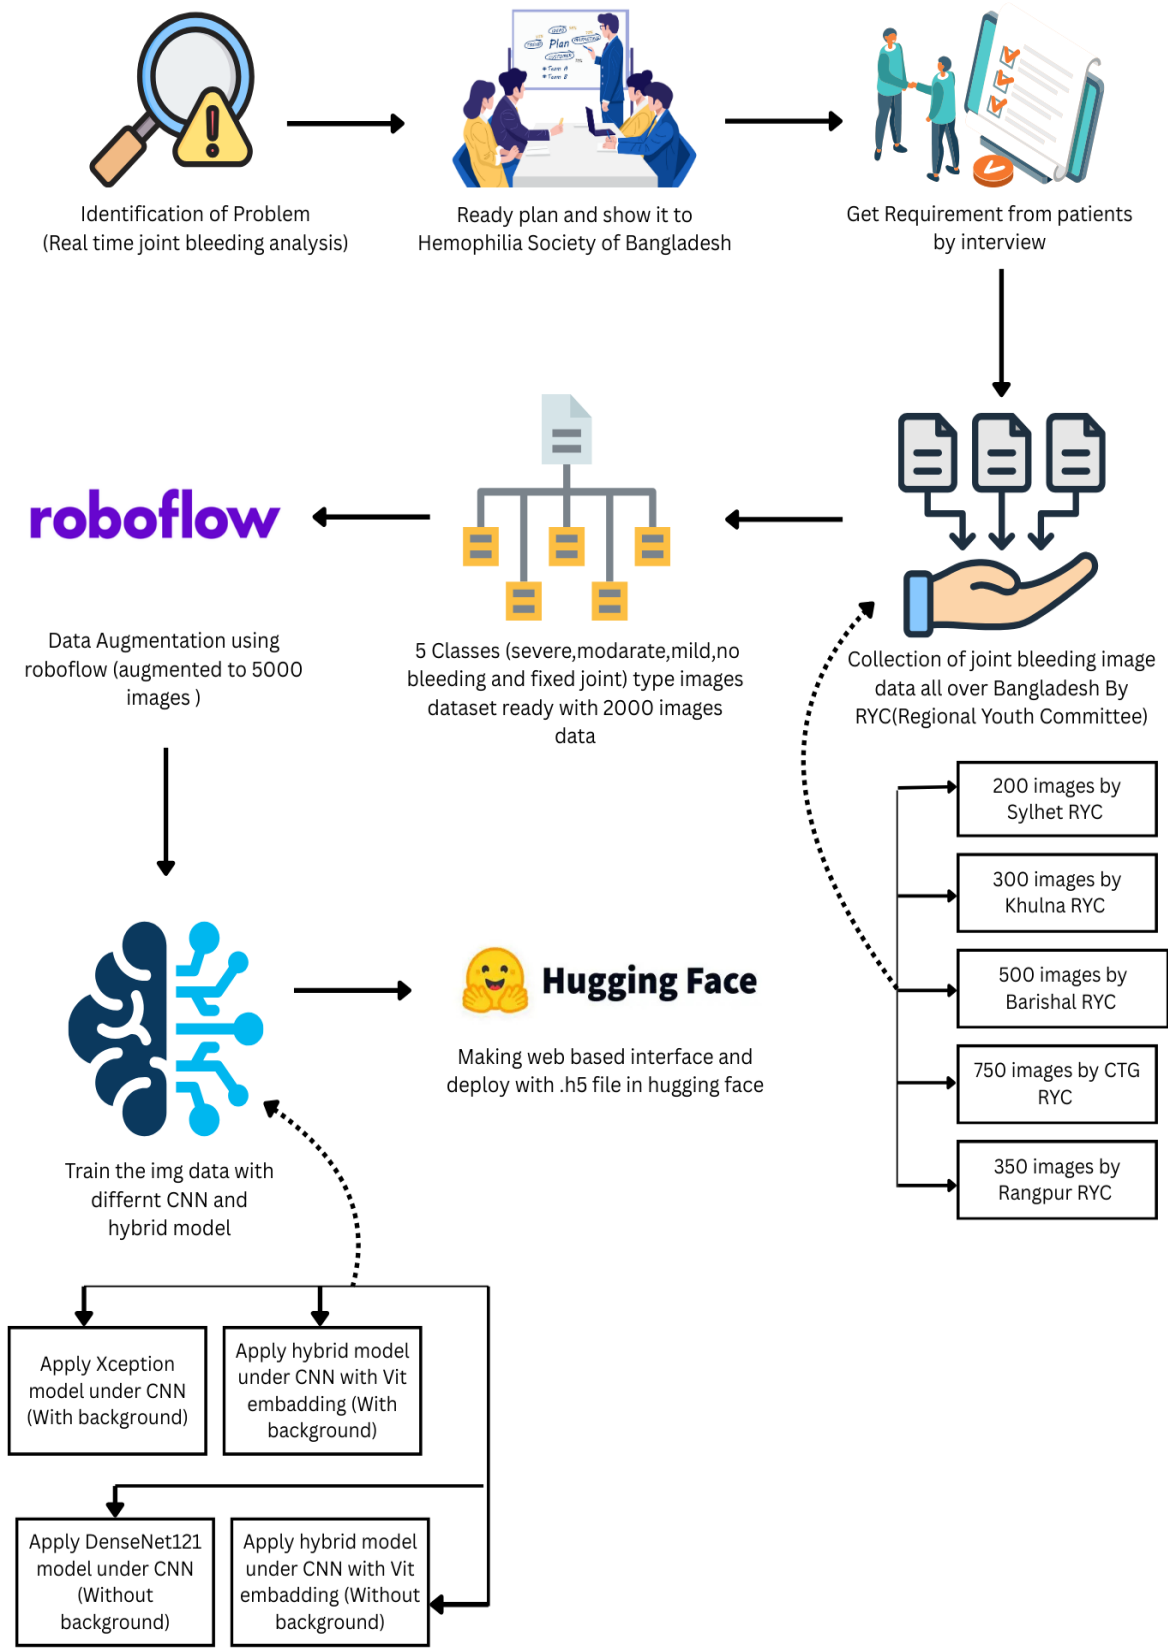 Plan
Team A
Team B
Identification of Problem
(Real time joint bleeding analysis)
Ready plan and show it to
Hemophilia Society of Bangladesh
Get Requirement from patients
by interview
roboflow
Data Augmentation using
roboflow (augmented to 5000
images )
5 Classes (severe,modarate,mild,no
bleeding and fixed joint) type images
dataset ready with 2000 images
data
Collection of joint bleeding image
data all over Bangladesh By
RYC(Regional Youth Committee)
200 images by
Sylhet RYC
300 images by
Khulna RYC
500 images by
Barishal RYC
750 images by CTG
RYC
350 images by
Rangpur RYC
Hugging Face
Making web based interface and
deploy with .h5 file in hugging face
Train the img data with
differnt CNN and
hybrid model
Apply Xception
model under CNN
(With background)
Apply hybrid model
under CNN with Vit
embadding (With
background)
Apply DenseNet121
model under CNN
(Without
background)
Apply hybrid model
under CNN with Vit
embadding (Without
background)